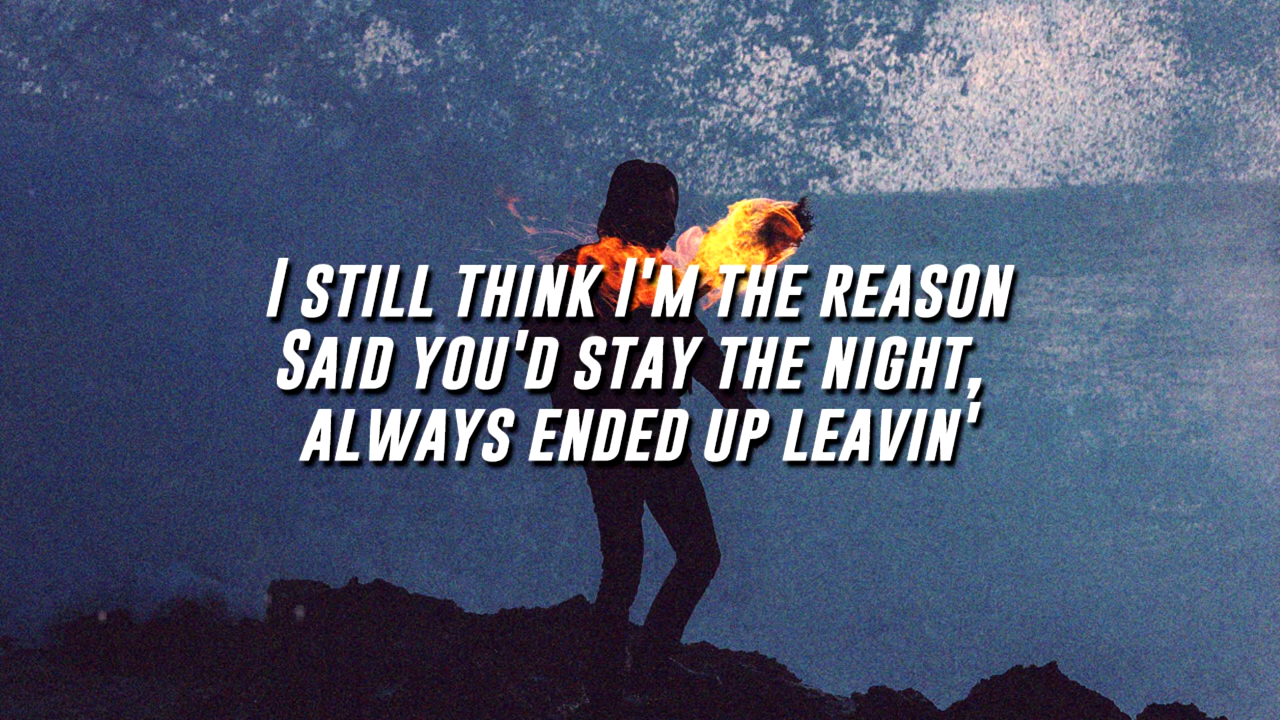 I still think I'm the reason
Said you'd stay the night,
always ended up leavin'